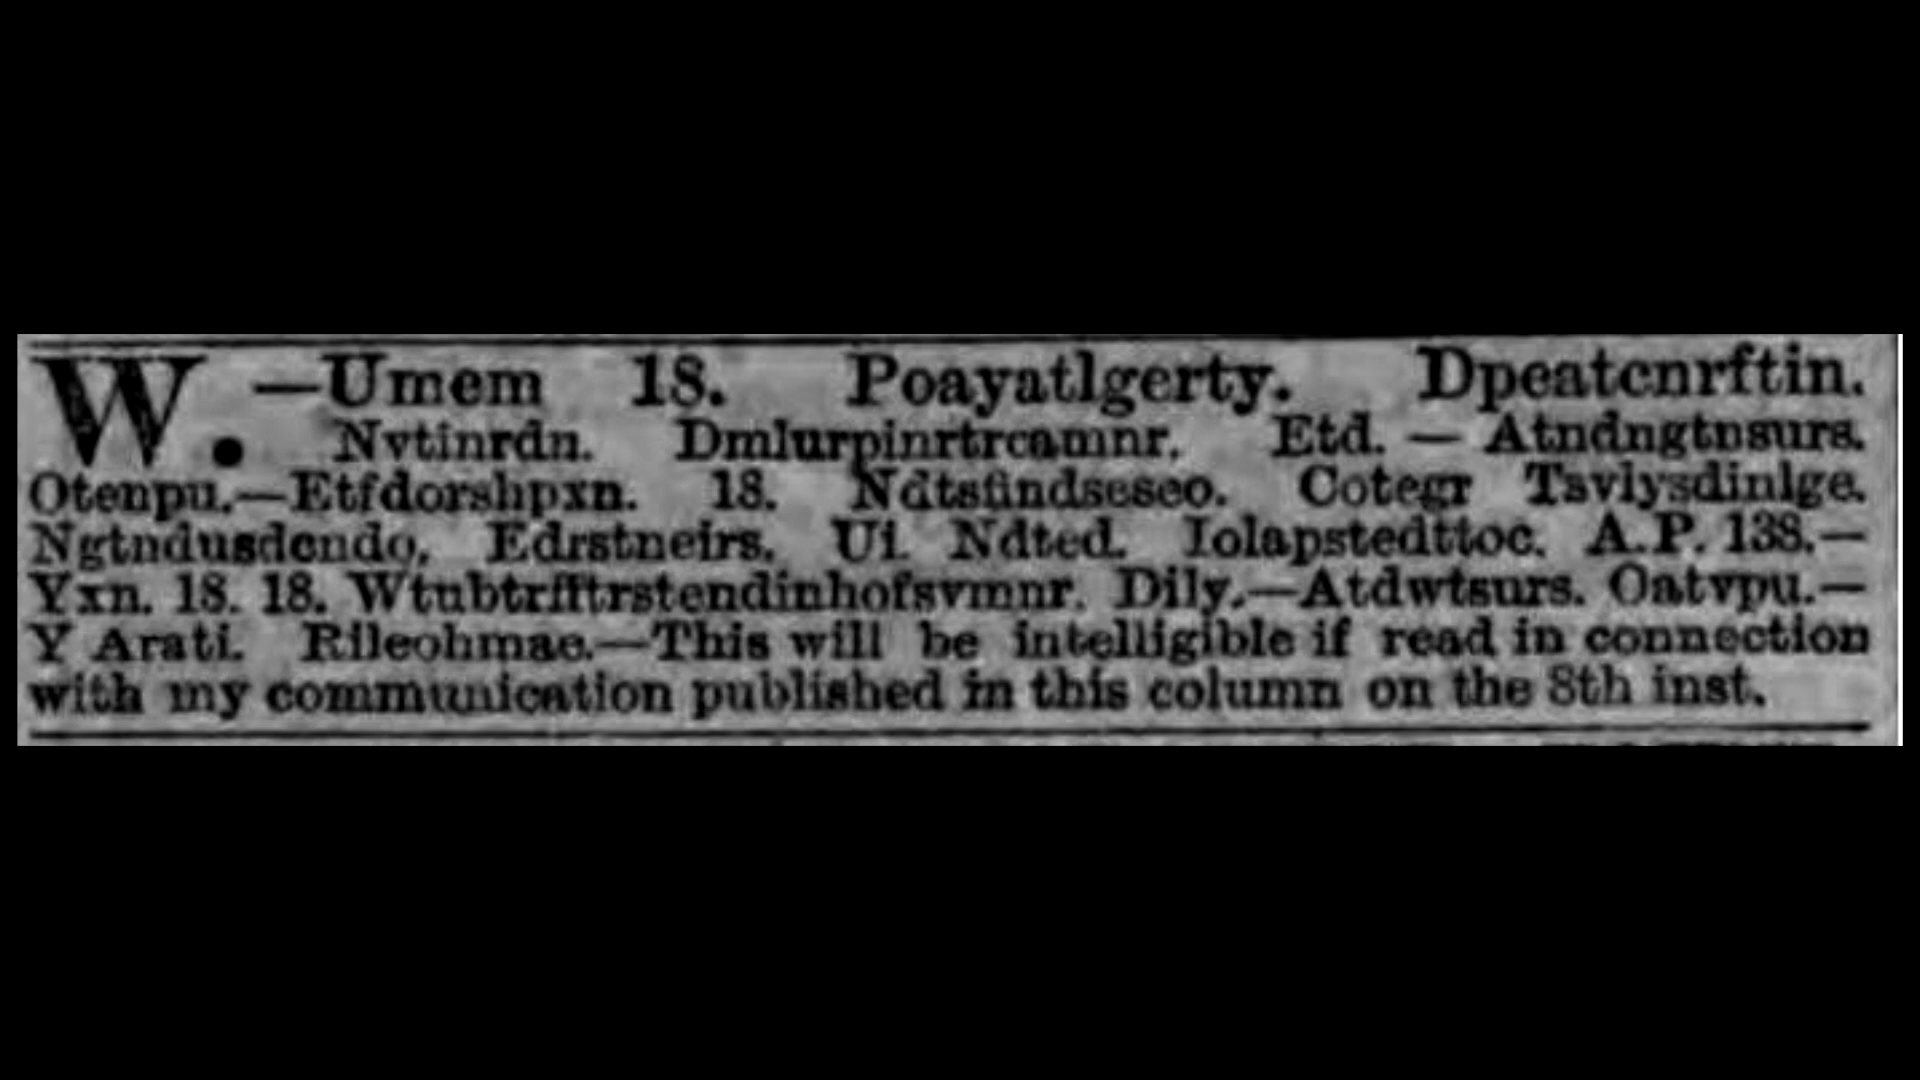 W.—Umem 18. Poayatlgerty. Dpeatcnrftin.
Nvtinrdn. Dmlurpinrtrcamnr. Etd. — Atndngtnsurs.
Otenpu.—Etfdorshpxn. 18. Ndtsfindseseo. Cotegr Tsvlysdinlge.
Ngtndusdcndo. Edrstneirs. Ui. Ndted. Iolapstedttoc. A.P. 138.—
Yxn. 18. 18. Wtubtrfftrstendinhofsvmnr. Dily.—Atdwtsurs. Oatvpu.—
Y Arati. Rileohmae.—This will be intelligible if read in connection
with my communication published in this column on the 8th inst.